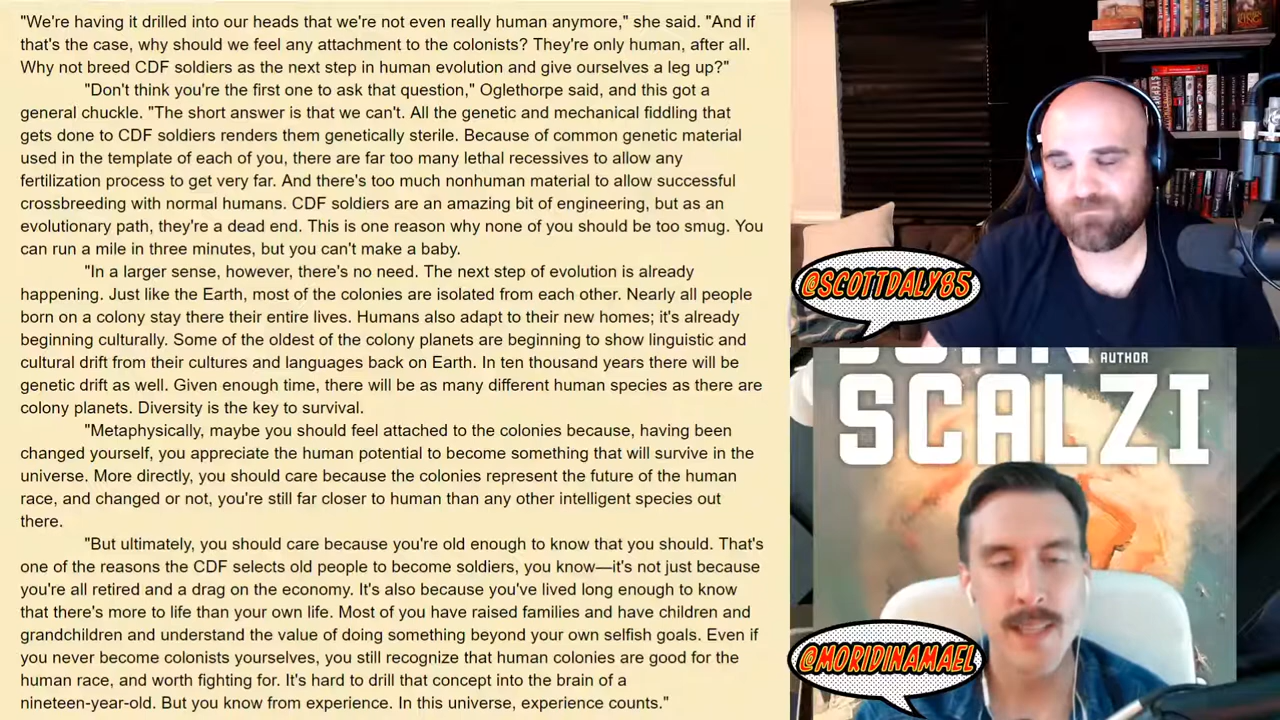 "We're having it drilled into our heads that we're not even really human anymore," she said. "And if
that's the case, why should we feel any attachment to the colonists? They're only human, after all.
Why not breed CDF soldiers as the next step in human evolution and give ourselves a leg up?"
"Don't think you're the first one to ask that question," Oglethorpe said, and this got a
general chuckle. "The short answer is that we can't. All the genetic and mechanical fiddling that
gets done to CDF soldiers renders them genetically sterile. Because of common genetic material
used in the template of each of you, there are far too many lethal recessives to allow any
fertilization process to get very far. And there's too much nonhuman material to allow successful
crossbreeding with normal humans. CDF soldiers are an amazing bit of engineering, but as an
evolutionary path, they're a dead end. This is one reason why none of you should be too smug. You
can run a mile in three minutes, but you can't make a baby.
"In a larger sense, however, there's no need. The next step of evolution is already
happening. Just like the Earth, most of the colonies are isolated from each other. Nearly all people
born on a colony stay there their entire lives. Humans also adapt to their new homes; it's already
beginning culturally. Some of the oldest of the colony planets are beginning to show linguistic and
cultural drift from their cultures and languages back on Earth. In ten thousand years there will be
genetic drift as well. Given enough time, there will be as many different human species as there are
colony planets. Diversity is the key to survival.
"Metaphysically, maybe you should feel attached to the colonies because, having been
changed yourself, you appreciate the human potential to become something that will survive in the
universe. More directly, you should care because the colonies represent the future of the human
race, and changed or not, you're still far closer to human than any other intelligent species out
there.
"But ultimately, you should care because you're old enough to know that you should. That's
one of the reasons the CDF selects old people to become soldiers, you know—it's not just because
you're all retired and a drag on the economy. It's also because you've lived long enough to know
that there's more to life than your own life. Most of you have raised families and have children and
grandchildren and understand the value of doing something beyond your own selfish goals. Even if
you never become colonists yourselves, you still recognize that human colonies are good for the
human race, and worth fighting for. It's hard to drill that concept into the brain of a
nineteen-year-old. But you know from experience. In this universe, experience counts."
@SCOTTDALY85
AUTHOR
SCALZI
@MORIDINAMAEL